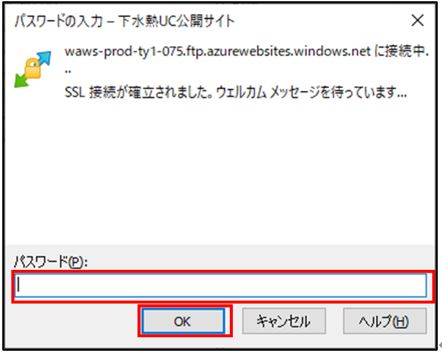 パスワードの入力 – 下水熱UC公開サイト
waws-prod-ty1-075.ftp.azurewebsites.windows.net に接続中.
..
SSL 接続が確立されました。ウェルカム メッセージを待っています...
パスワード(P):
OK
キャンセル
ヘルプ(H)